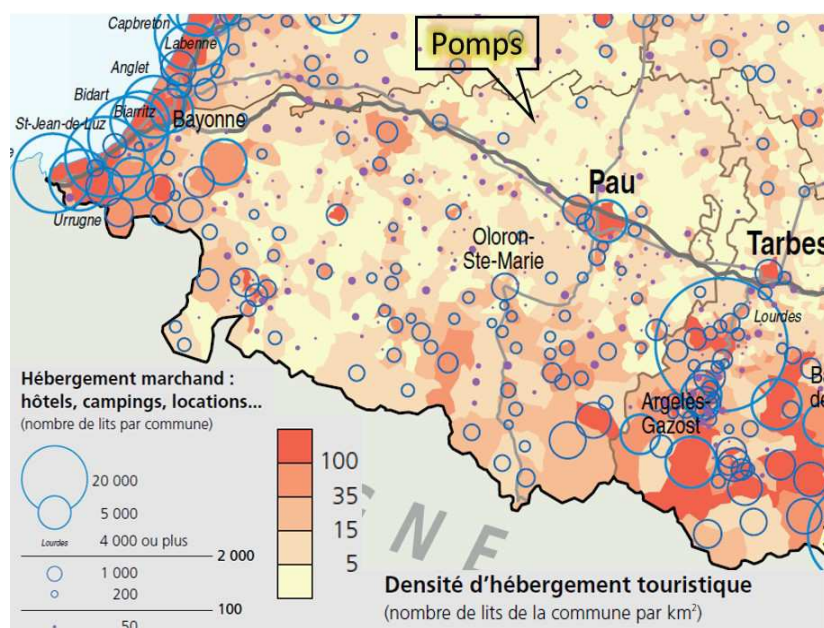 Capbreton
Labenne
Anglet
Bidart
Biarritz
St-Jean-de-Luz
Bayonne
Urrugne
Pomps
Pau
Oloron-
Ste-Marie
Tarbes
Lourdes
Argelès-
Gazost
Hébergement marchand :
hôtels, campings, locations...
(nombre de lits par commune)
20 000
5 000
Lourdes 4 000 ou plus
2 000
1 000
200
100
50
100
35
15
5
NE
Densité d'hébergement touristique
(nombre de lits de la commune par km²)